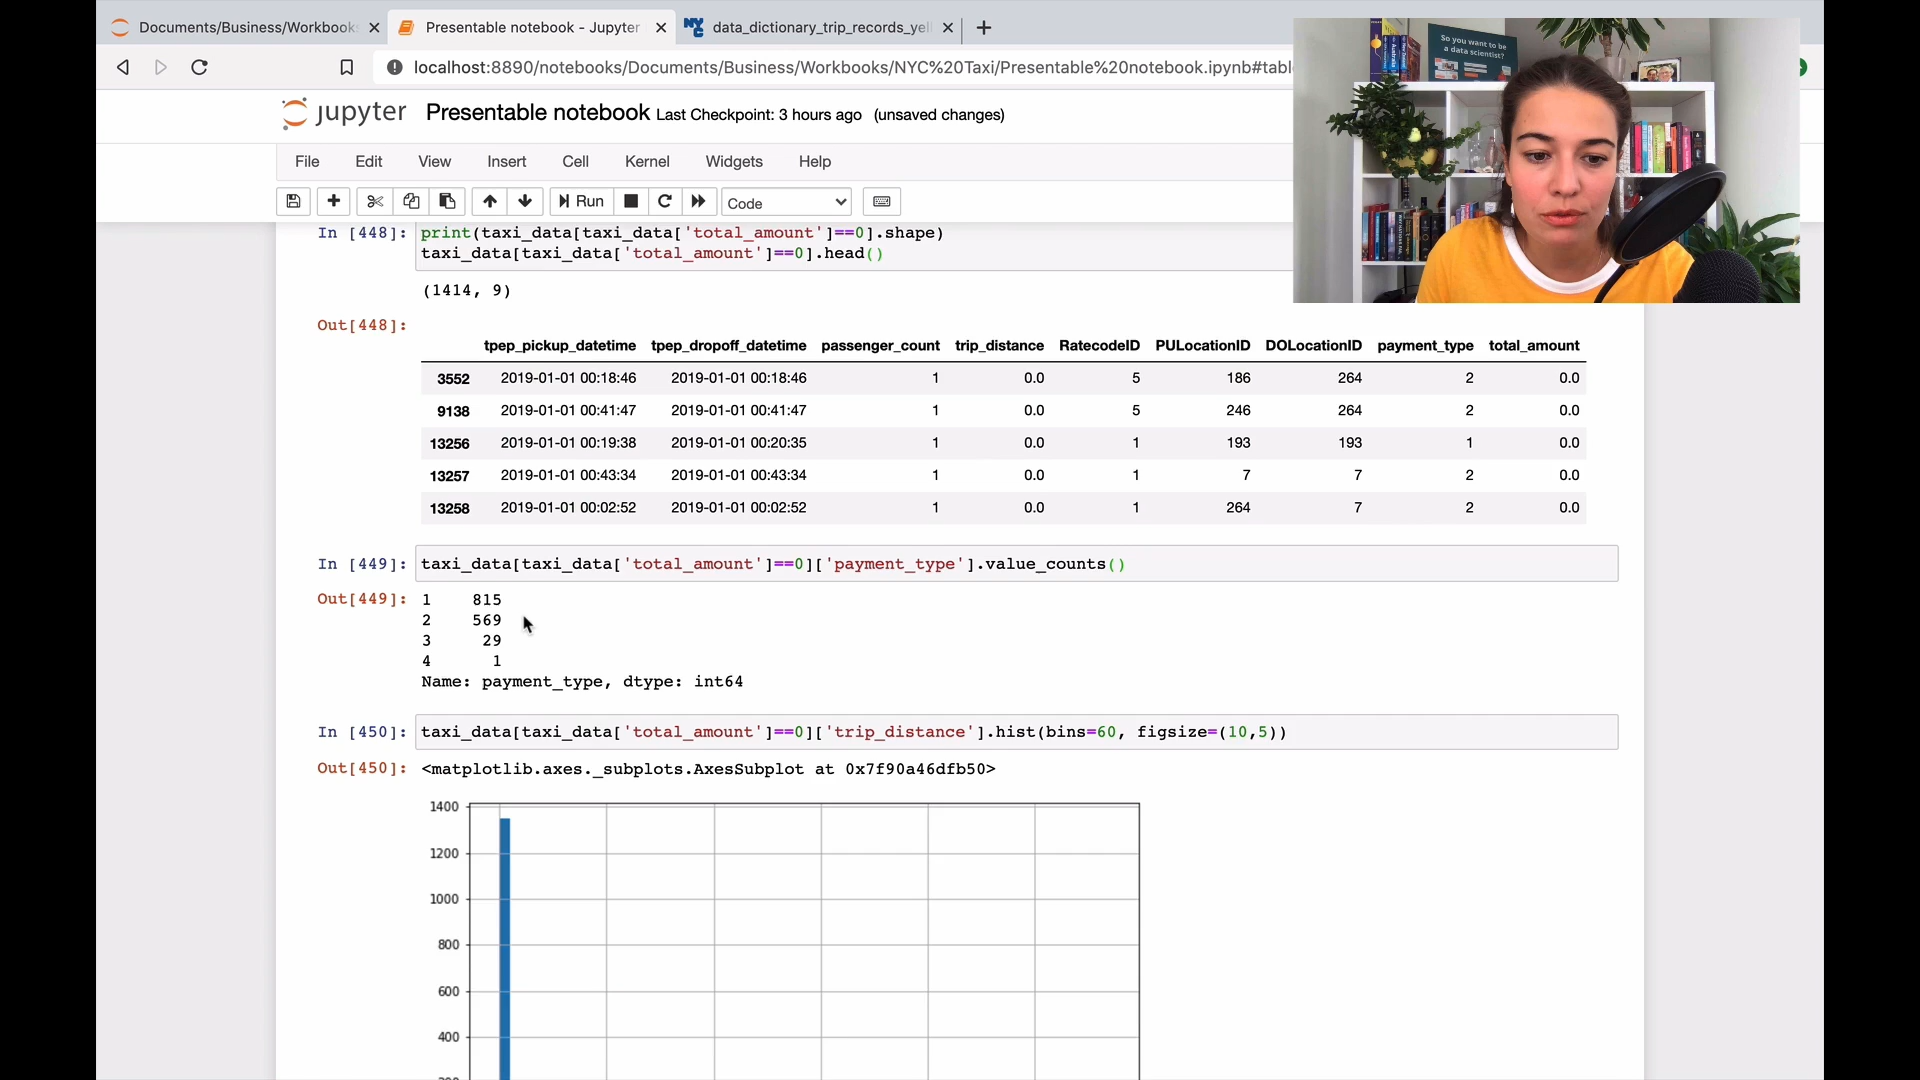 Documents/Business/Workbooks
Presentable notebook - Jupyter
NYC
data_dictionary_trip_records_yell
localhost:8890/notebooks/Documents/Business/Workbooks/NYC%20Taxi/Presentable%20notebook.ipynb#tabl
So you want to be
a data scientist?
jupyter Presentable notebook Last Checkpoint: 3 hours ago (unsaved changes)
File Edit View Insert Cell Kernel Widgets Help
Run
Code
In [448]: print(taxi_data[taxi_data['total_amount']==0].shape)
taxi_data[taxi_data['total_amount']==0].head()
(1414, 9)
Out[448]:
tpep_pickup_datetime tpep_dropoff_datetime passenger_count trip_distance RatecodeID PULocationID DOLocationID payment_type total_amount
3552 2019-01-01 00:18:46 2019-01-01 00:18:46 1 0.0 5 186 264 2 0.0
9138 2019-01-01 00:41:47 2019-01-01 00:41:47 1 0.0 5 246 264 2 0.0
13256 2019-01-01 00:19:38 2019-01-01 00:20:35 1 0.0 1 193 193 1 0.0
13257 2019-01-01 00:43:34 2019-01-01 00:43:34 1 0.0 1 7 7 2 0.0
13258 2019-01-01 00:02:52 2019-01-01 00:02:52 1 0.0 1 264 7 2 0.0
In [449]: taxi_data[taxi_data['total_amount']==0]['payment_type'].value_counts()
Out[449]: 1 815
2 569
3 29
4 1
Name: payment_type, dtype: int64
In [450]: taxi_data[taxi_data['total_amount']==0]['trip_distance'].hist(bins=60, figsize=(10,5))
Out[450]: <matplotlib.axes._subplots.AxesSubplot at 0x7f90a46dfb50>
1400
1200
1000
800
600
400